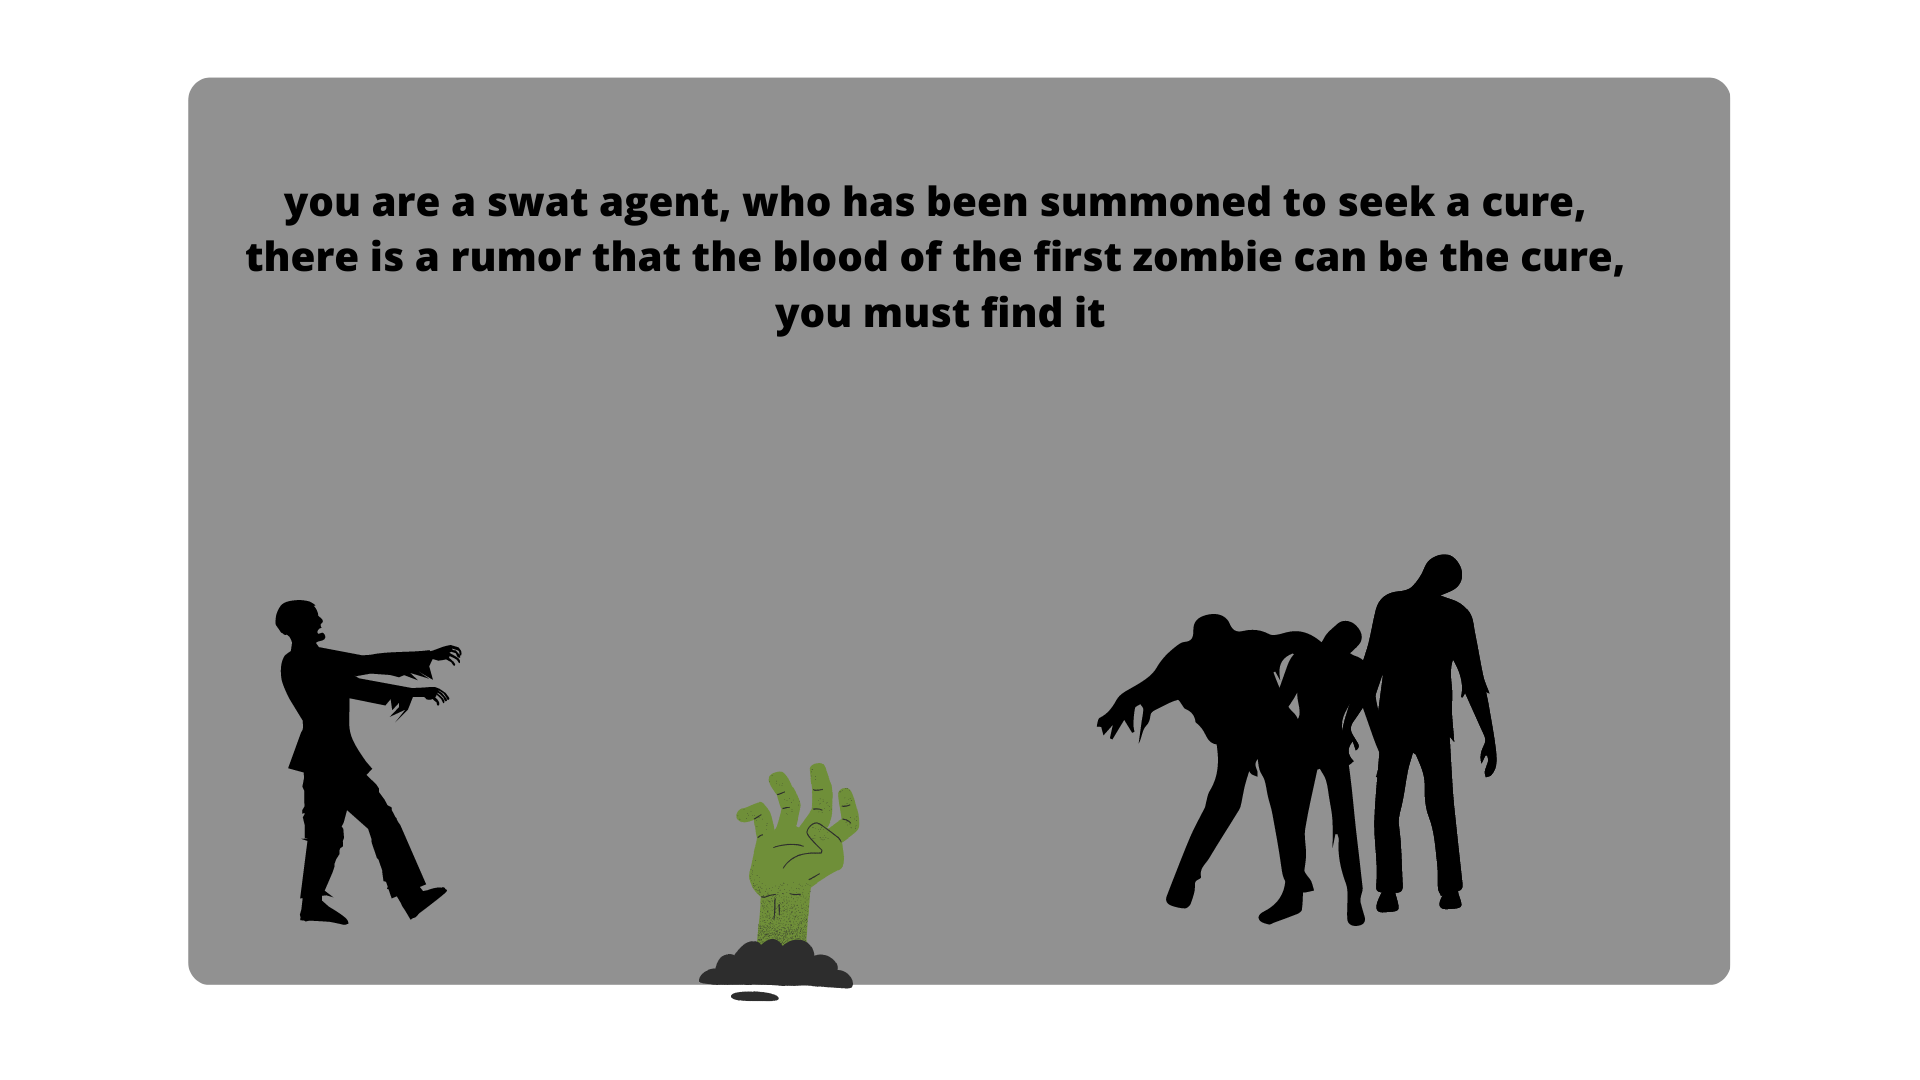 you are a swat agent, who has been summoned to seek a cure,
there is a rumor that the blood of the first zombie can be the cure,
you must find it